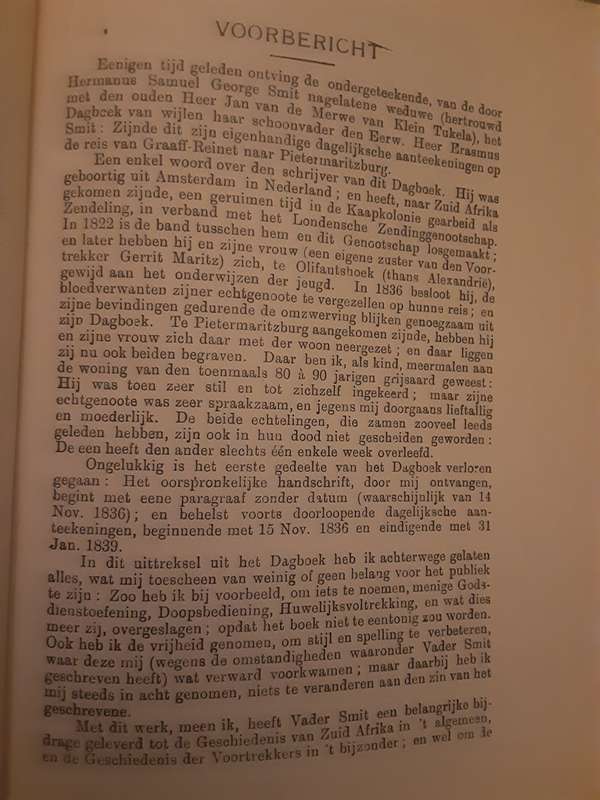 VOORBERICHT
Eenigen tijd geleden ontving de ondergeteekende, van de door
Hermanus Samuel George Smit nagelatene weduwe (hertrouwd
met den ouden Heer Jan van de Merwe van Klein Tukela), het
Dagboek van wijlen haar schoonvader den Eerw. Heer Erasmus
Smit: Zijnde dit zijn eigenhandige dagelijksche aanteekeningen op
de reis van Graaff-Reinet naar Pietermaritzburg.
Een enkel woord over den schrijver van dit Dagboek. Hij was
geboortig uit Amsterdam in Nederland; en heeft, naar Zuid Afrika
gekomen zijnde, een geruimen tijd in de Kaapkolonie gearbeid als
Zendeling, in verband met het Londensche Zendinggenootschap.
In 1822 is de band tusschen hem en dit Genootschap losgemaakt;
en later hebben hij en zijne vrouw (een eigene zuster van den Voor-
trekker Gerrit Maritz) zich, te Olifantshoek (thans Alexandrië),
gewijd aan het onderwijzen der jeugd. In 1836 besloot hij, de
bloedverwanten zijner echtgenoote te vergezellen op hunne reis; en
zijne bevindingen gedurende de omzwerving blijken genoegzaam uit
zijn Dagboek. Te Pietermaritzburg aangekomen zijnde, hebben hij
en zijne vrouw zich daar met der woon neergezet; en daar liggen
zij nu ook beiden begraven. Daar ben ik, als kind, meermalen aan
de woning van den toenmaals 80 à 90 jarigen grijsaard geweest:
Hij was toen zeer stil en tot zichzelf ingekeerd; maar zijne
echtgenoote was zeer spraakzaam, en jegens mij doorgaans lieftallig
en moederlijk. De beide echtelingen, die zamen zooveel leeds
geleden hebben, zijn ook in hun dood niet gescheiden geworden:
De een heeft den ander slechts één enkele week overleefd.
Ongelukkig is het eerste gedeelte van het Dagboek verloren
gegaan: Het oorspronkelijke handschrift, door mij ontvangen,
begint met eene paragraaf zonder datum (waarschijnlijk van 14
Nov. 1836); en behelst voorts doorloopende dagelijksche aan-
teekeningen, beginnende met 15 Nov. 1836 en eindigende met 31
Jan. 1839.
In dit uittreksel uit het Dagboek heb ik achterwege gelaten
alles, wat mij toescheen van weinig of geen belang voor het publiek
te zijn: Zoo heb ik bij voorbeeld, om iets te noemen, menige Gods-
dienstoefening, Doopsbediening, Huwelijksvoltrekking, en wat dies
meer zij, overgeslagen; opdat het boek niet te eentonig zou worden.
Ook heb ik de vrijheid genomen, om stijl en spelling te verbeteren,
waar deze mij (wegens de omstandigheden waaronder Vader Smit
geschreven heeft) wat verward voorkwamen; maar daarbij heb ik
mij steeds in acht genomen, niets te veranderen aan den zin van het
geschrevene.
Met dit werk, meen ik, heeft Vader Smit een belangrijke bij-
drage geleverd tot de Geschiedenis van Zuid Afrika in 't algemeen,
en de Geschiedenis der Voortrekkers in 't bijzonder; en wel om de